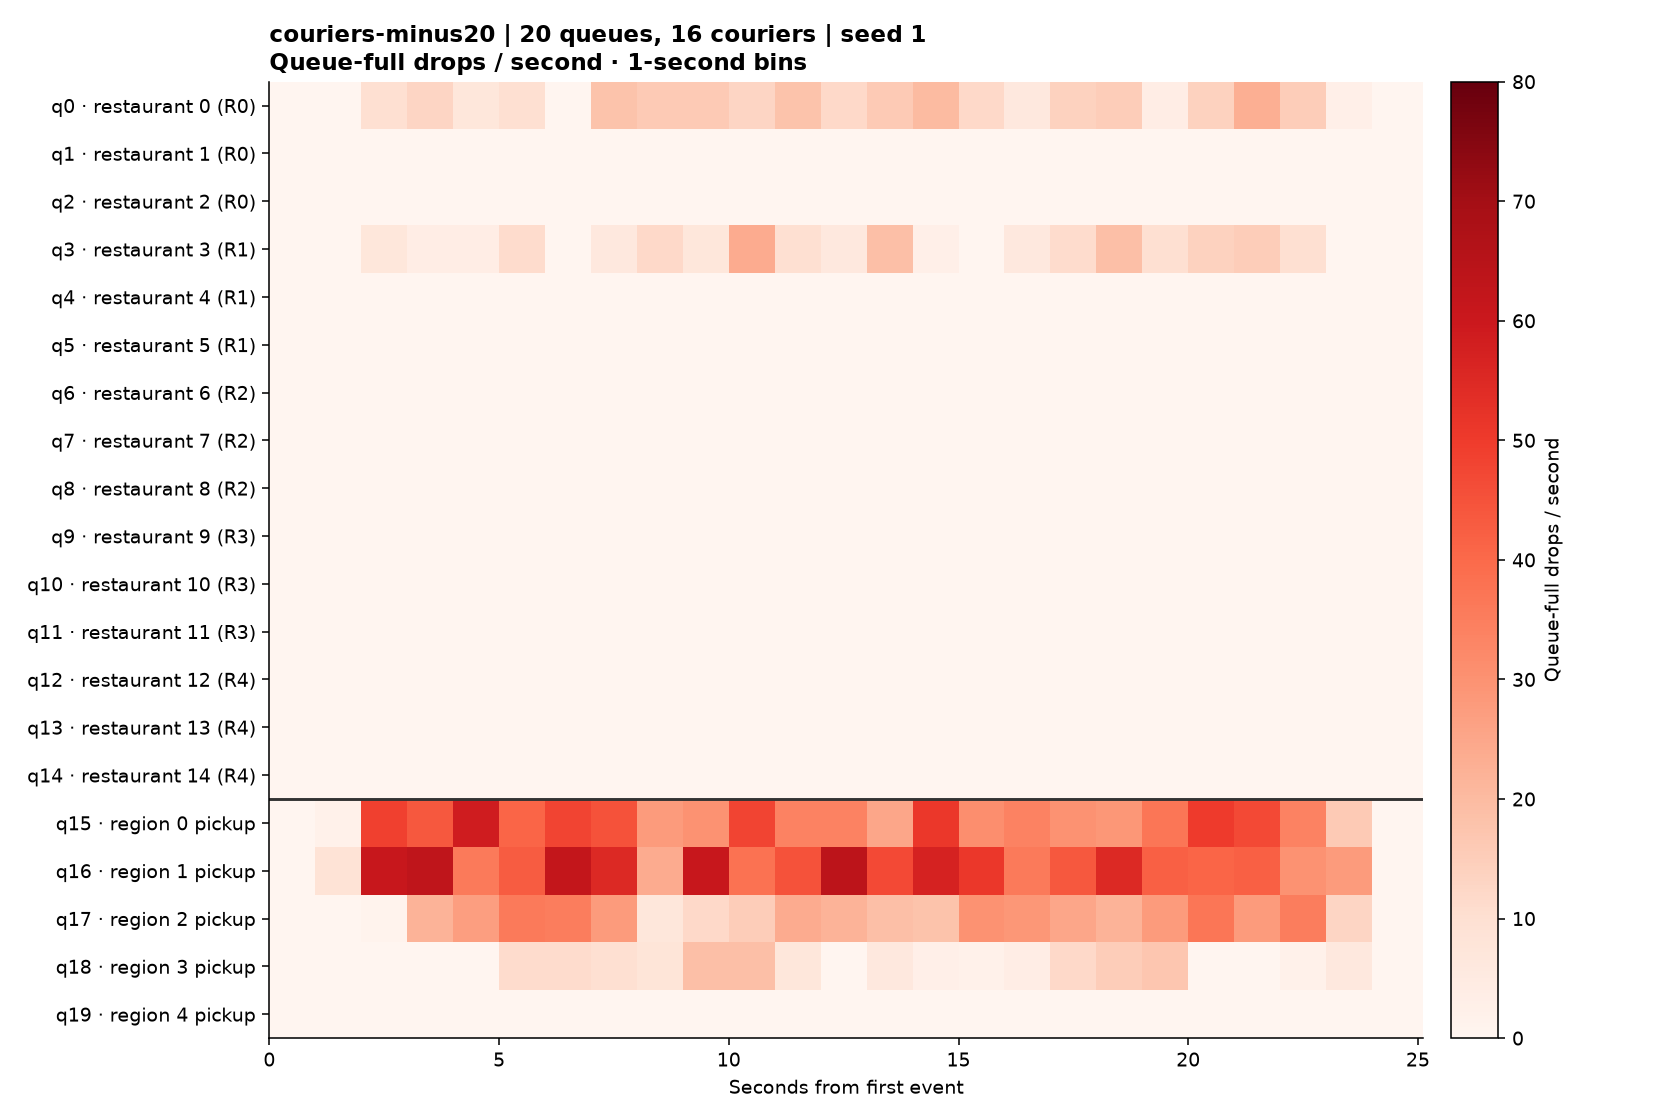 couriers-minus20 | 20 queues, 16 couriers | seed 1
Queue-full drops / second · 1-second bins
q0 · restaurant 0 (R0)
q1 · restaurant 1 (R0)
q2 · restaurant 2 (R0)
q3 · restaurant 3 (R1)
q4 · restaurant 4 (R1)
q5 · restaurant 5 (R1)
q6 · restaurant 6 (R2)
q7 · restaurant 7 (R2)
q8 · restaurant 8 (R2)
q9 · restaurant 9 (R3)
q10 · restaurant 10 (R3)
q11 · restaurant 11 (R3)
q12 · restaurant 12 (R4)
q13 · restaurant 13 (R4)
q14 · restaurant 14 (R4)
q15 · region 0 pickup
q16 · region 1 pickup
q17 · region 2 pickup
q18 · region 3 pickup
q19 · region 4 pickup
0 5 10 15 20 25
Seconds from first event
80
70
60
50
40
30
20
10
0
Queue-full drops / second